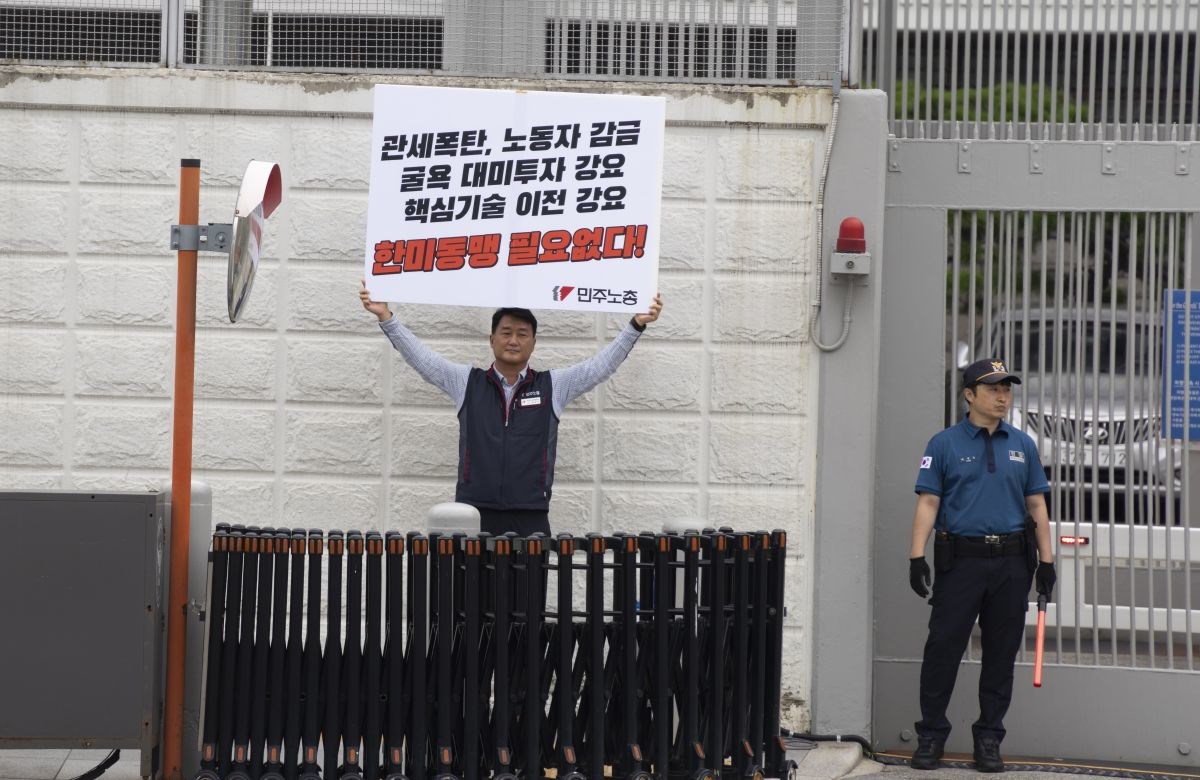 관세폭탄, 노동자 감금
굴욕 대미투자 강요
핵심기술 이전 강요
한미동맹 필요없다!
민주노총